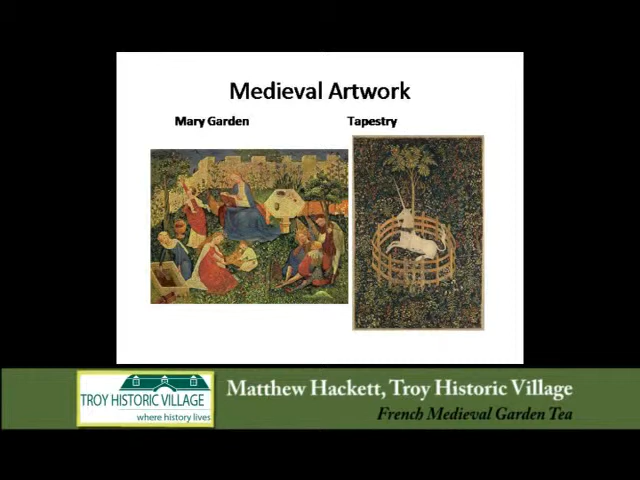 Medieval Artwork
Mary Garden
Tapestry
TROY HISTORIC VILLAGE
where history lives
Matthew Hackett, Troy Historic Village
French Medieval Garden Tea